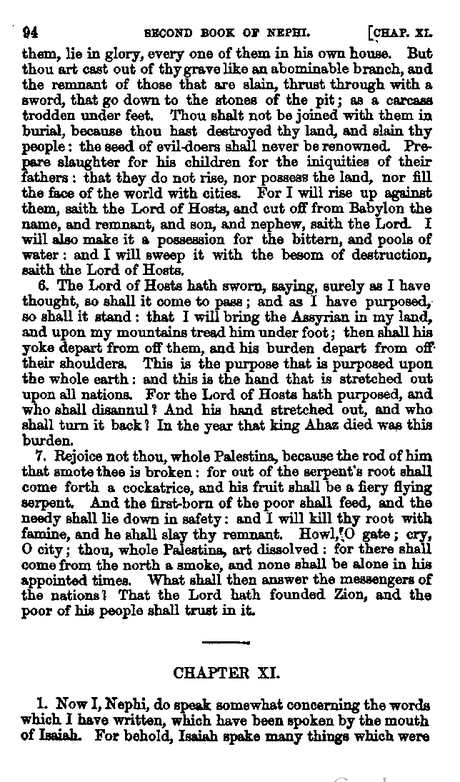 94 SECOND BOOK OF NEPHI. [CHAP. XI.
them, lie in glory, every one of them in his own house. But
thou art cast out of thy grave like an abominable branch, and
the remnant of those that are slain, thrust through with a
sword, that go down to the stones of the pit; as a carcass
trodden under feet. Thou shalt not be joined with them in
burial, because thou hast destroyed thy land, and slain thy
people: the seed of evil-doers shall never be renowned. Pre-
pare slaughter for his children for the iniquities of their
fathers: that they do not rise, nor possess the land, nor fill
the face of the world with cities. For I will rise up against
them, saith the Lord of Hosts, and cut off from Babylon the
name, and remnant, and son, and nephew, saith the Lord. I
will also make it a possession for the bittern, and pools of
water: and I will sweep it with the besom of destruction,
saith the Lord of Hosts.
6. The Lord of Hosts hath sworn, saying, surely as I have
thought, so shall it come to pass; and as I have purposed,
so shall it stand: that I will bring the Assyrian in my land,
and upon my mountains tread him under foot; then shall his
yoke depart from off them, and his burden depart from off
their shoulders. This is the purpose that is purposed upon
the whole earth: and this is the hand that is stretched out
upon all nations. For the Lord of Hosts hath purposed, and
who shall disannul? And his hand stretched out, and who
shall turn it back? In the year that king Ahaz died was this
burden.
7. Rejoice not thou, whole Palestina, because the rod of him
that smote thee is broken: for out of the serpent's root shall
come forth a cockatrice, and his fruit shall be a fiery flying
serpent. And the first-born of the poor shall feed, and the
needy shall lie down in safety: and I will kill thy root with
famine, and he shall slay thy remnant. Howl, O gate; cry,
O city; thou, whole Palestina, art dissolved: for there shall
come from the north a smoke, and none shall be alone in his
appointed times. What shall then answer the messengers of
the nations? That the Lord hath founded Zion, and the
poor of his people shall trust in it.
CHAPTER XI.
1. Now I, Nephi, do speak somewhat concerning the words
which I have written, which have been spoken by the mouth
of Isaiah. For behold, Isaiah spake many things which were